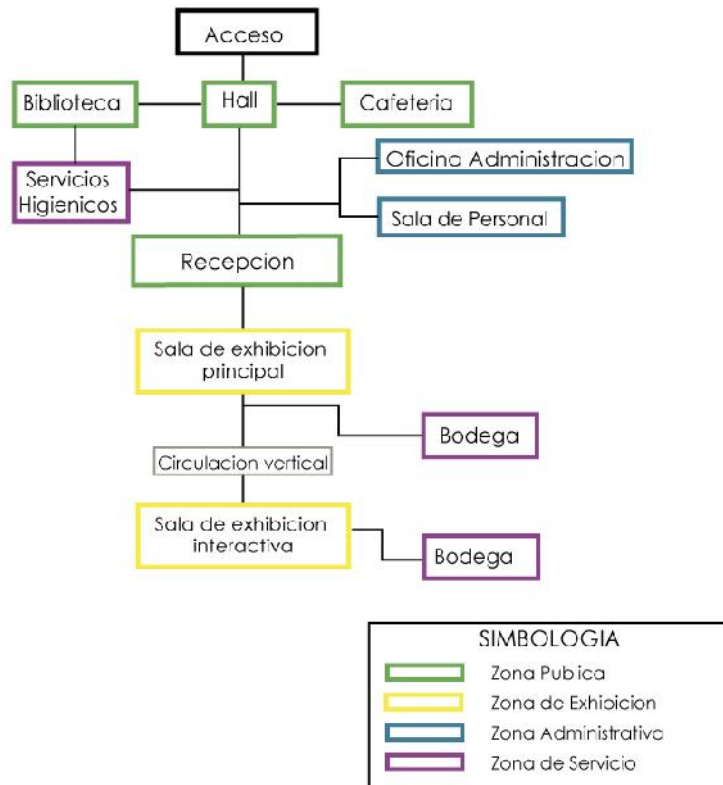 Acceso
Biblioteca
Hall
Cafeteria
Servicios
Higienicos
Oficina Administracion
Sala de Personal
Recepcion
Sala de exhibicion
principal
Bodega
Circulacion vertical
Sala de exhibicion
interactiva
Bodega
SIMBOLOGIA
Zona Publica
Zona de Exhibicion
Zona Administrativa
Zona de Servicio